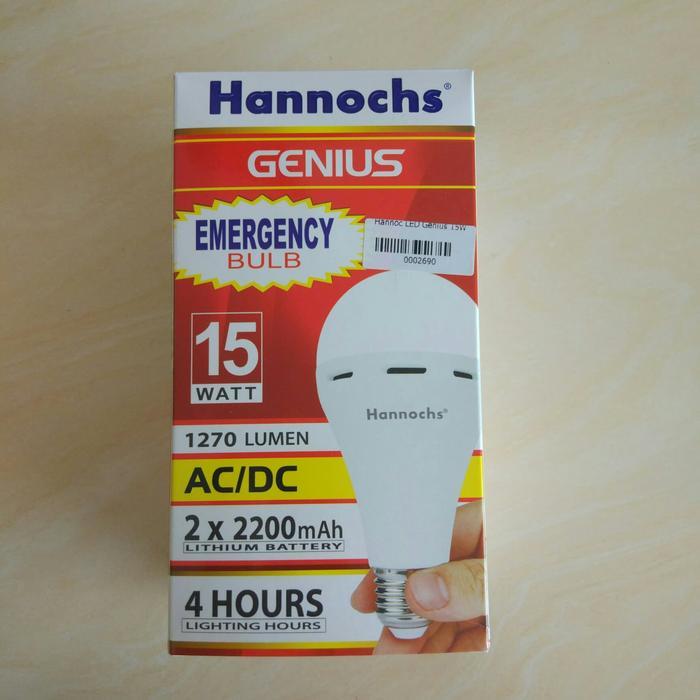 Hannochs®
GENIUS
EMERGENCY
BULB
Hannoc LED Genius 15W
0002690
15
WATT
Hannochs®
1270 LUMEN
AC/DC
2 x 2200mAh
LITHIUM BATTERY
4 HOURS
LIGHTING HOURS